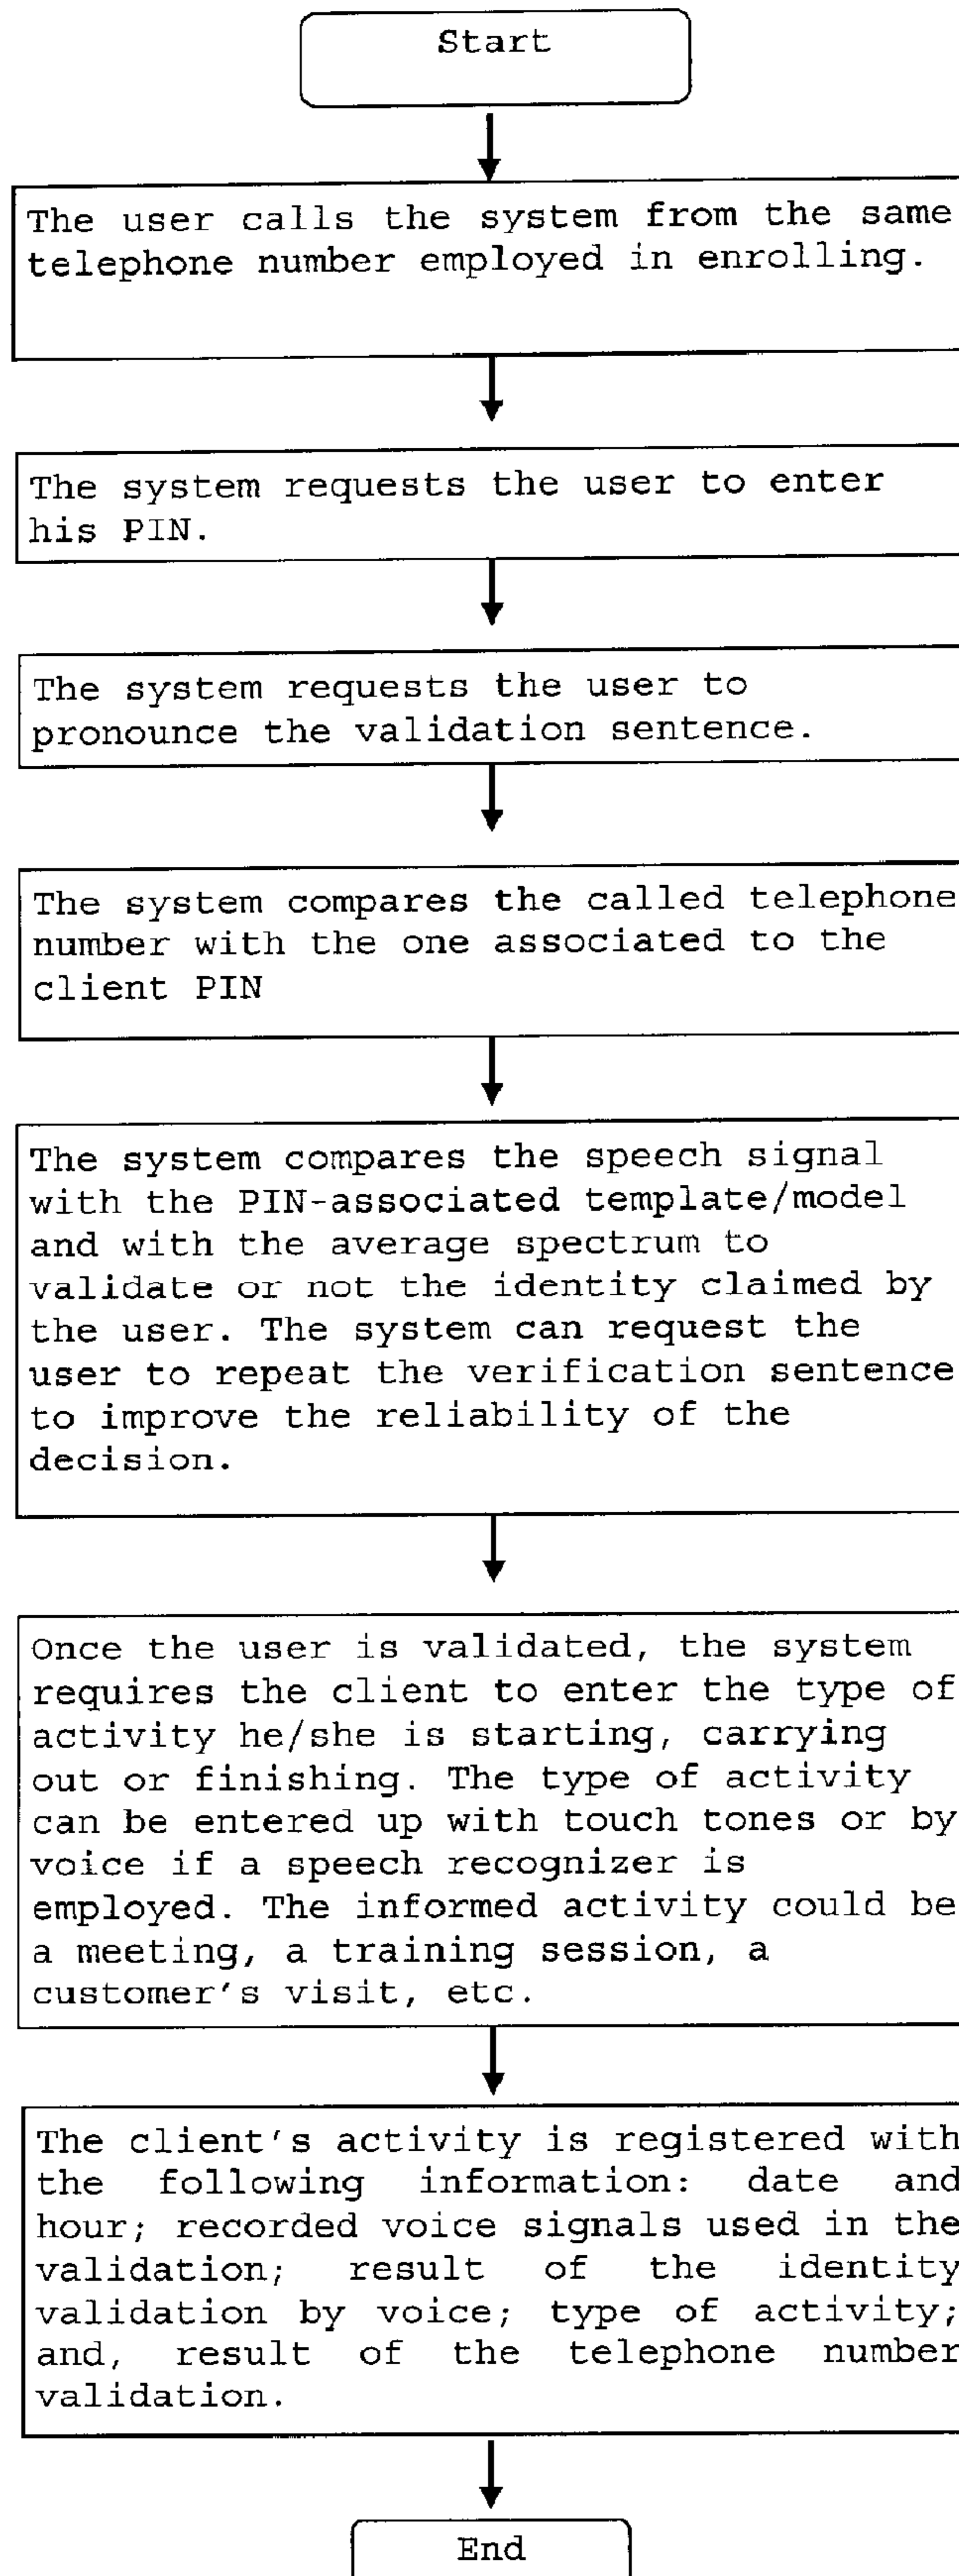 Start
The user calls the system from the same
telephone number employed in enrolling.
The system requests the user to enter
his PIN.
The system requests the user to
pronounce the validation sentence.
The system compares the called telephone
number with the one associated to the
client PIN
The system compares the speech signal
with the PIN-associated template/model
and with the average spectrum to
validate or not the identity claimed by
the user. The system can request the
user to repeat the verification sentence
to improve the reliability of the
decision.
Once the user is validated, the system
requires the client to enter the type of
activity he/she is starting, carrying
out or finishing. The type of activity
can be entered up with touch tones or by
voice if a speech recognizer is
employed. The informed activity could be
a meeting, a training session, a
customer's visit, etc.
The client's activity is registered with
the following information: date and
hour; recorded voice signals used in the
validation; result of the identity
validation by voice; type of activity;
and, result of the telephone number
validation.
End